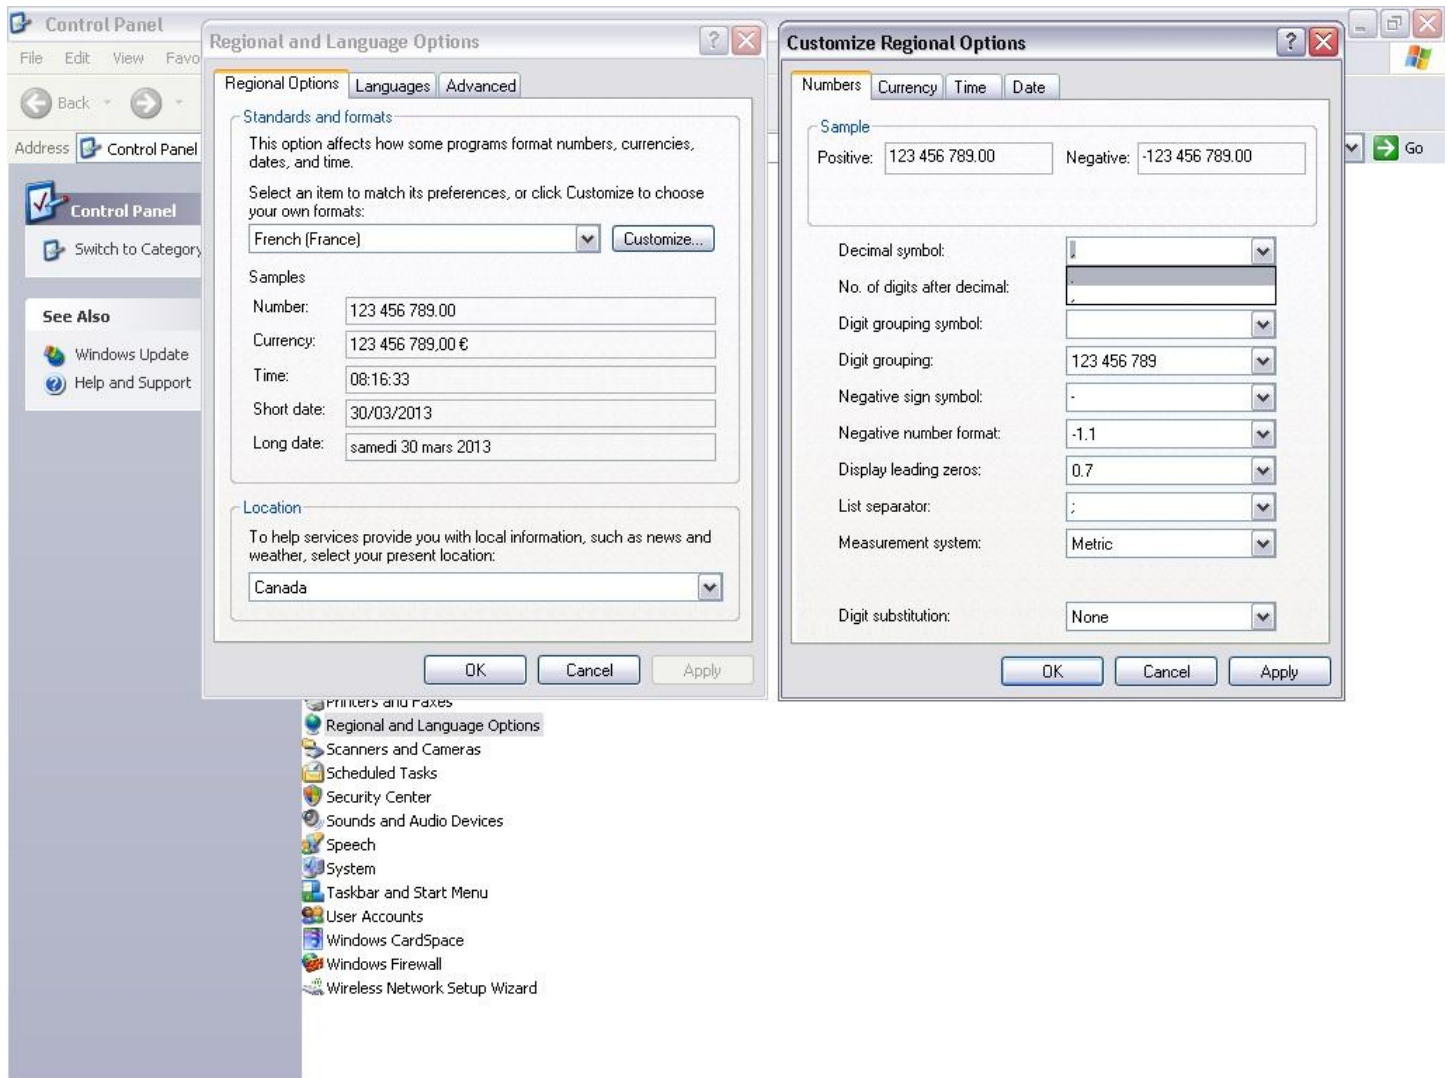 Control Panel
File Edit View Favo
Back
Address Control Panel
Go
Control Panel
Switch to Category
See Also
Windows Update
Help and Support
Regional and Language Options
Regional Options Languages Advanced
Standards and formats
This option affects how some programs format numbers, currencies,
dates, and time.
Select an item to match its preferences, or click Customize to choose
your own formats:
French (France) Customize...
Samples
Number: 123 456 789.00
Currency: 123 456 789,00 €
Time: 08:16:33
Short date: 30/03/2013
Long date: samedi 30 mars 2013
Location
To help services provide you with local information, such as news and
weather, select your present location:
Canada
OK Cancel Apply
Customize Regional Options
Numbers Currency Time Date
Sample
Positive: 123 456 789.00 Negative: -123 456 789.00
Decimal symbol:
.
,
No. of digits after decimal:
Digit grouping symbol:
Digit grouping: 123 456 789
Negative sign symbol: -
Negative number format: -1.1
Display leading zeros: 0.7
List separator: ;
Measurement system: Metric
Digit substitution: None
OK Cancel Apply
Printers and Faxes
Regional and Language Options
Scanners and Cameras
Scheduled Tasks
Security Center
Sounds and Audio Devices
Speech
System
Taskbar and Start Menu
User Accounts
Windows CardSpace
Windows Firewall
Wireless Network Setup Wizard